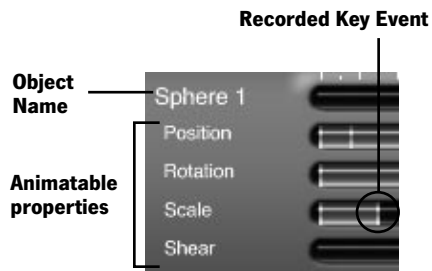 Recorded Key Event
Object
Name
Sphere 1
Position
Rotation
Animatable
properties
Scale
Shear